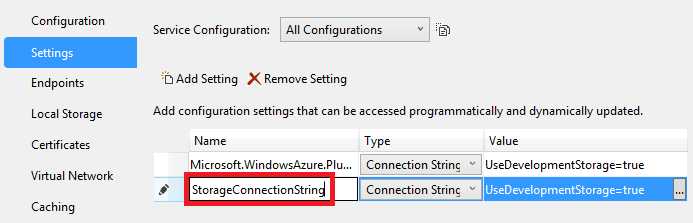 Configuration
Settings
Endpoints
Local Storage
Certificates
Virtual Network
Caching
Service Configuration: All Configurations
Add Setting Remove Setting
Add configuration settings that can be accessed programmatically and dynamically updated.
Name Type Value
Microsoft.WindowsAzure.Plu... Connection String UseDevelopmentStorage=true
StorageConnectionString Connection String UseDevelopmentStorage=true ...